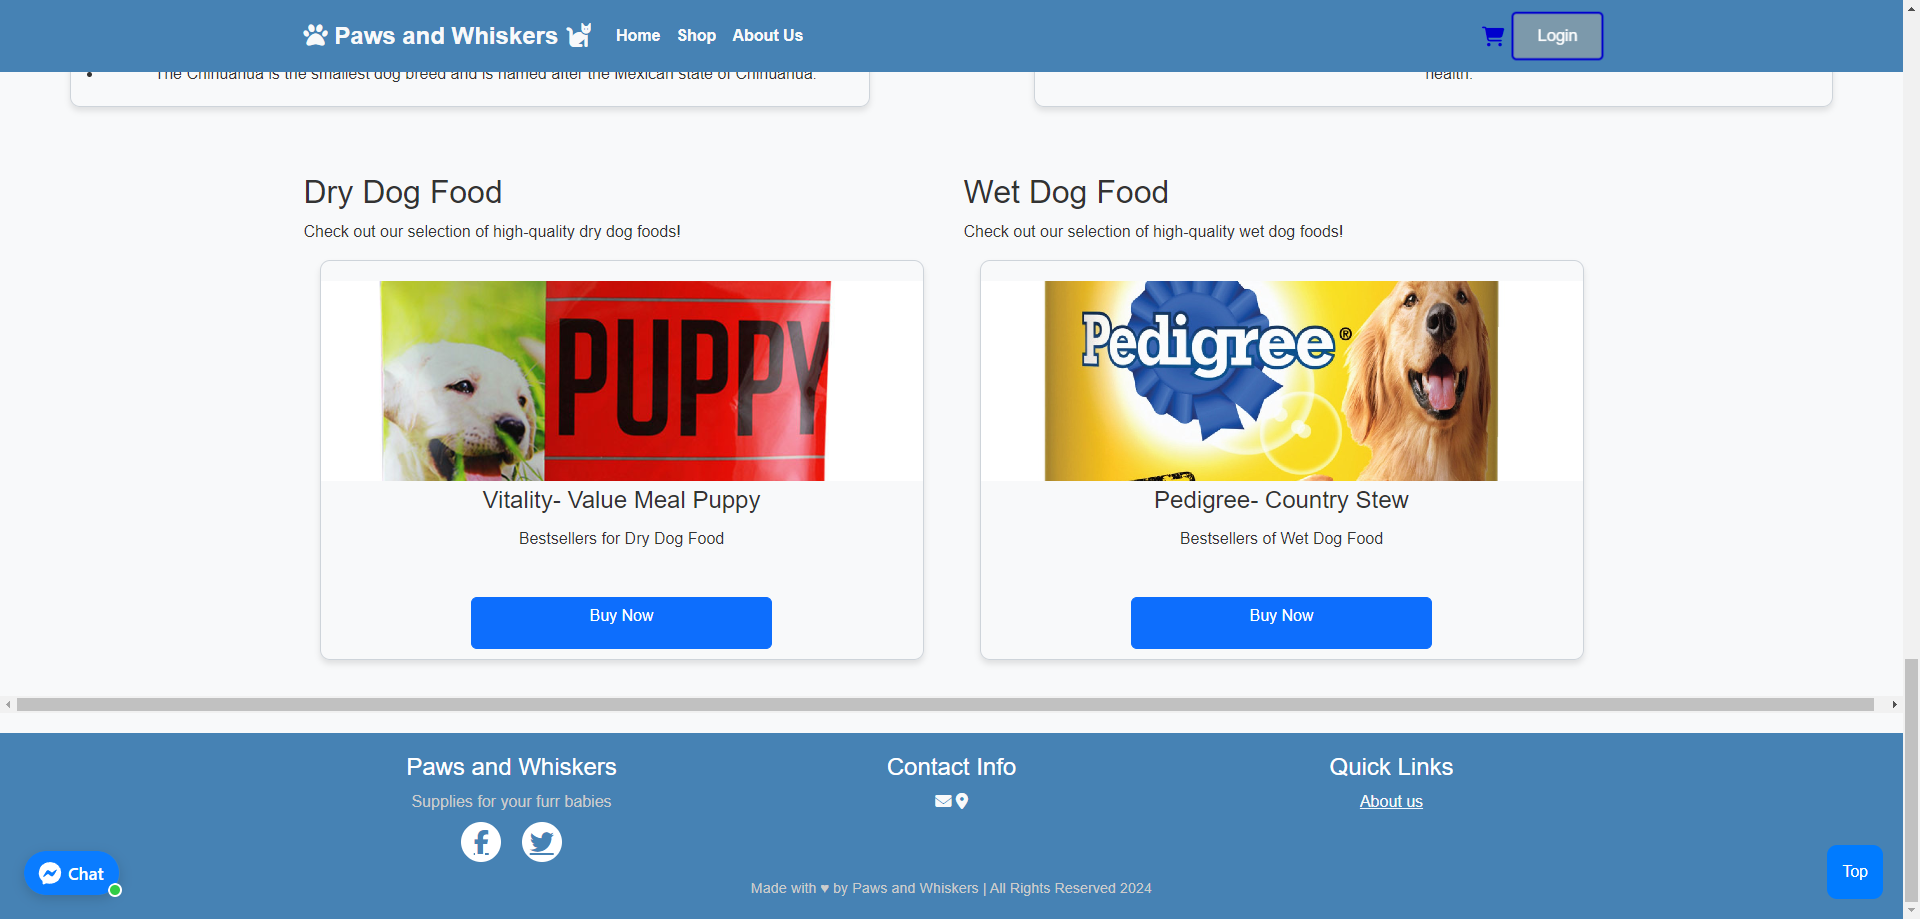 Paws and Whiskers
Home
Shop
About Us
Login
The Chihuahua is the smallest dog breed and is named after the Mexican state of Chihuahua.
health.
Dry Dog Food
Check out our selection of high-quality dry dog foods!
PUPPY
Vitality- Value Meal Puppy
Bestsellers for Dry Dog Food
Buy Now
Wet Dog Food
Check out our selection of high-quality wet dog foods!
Pedigree®
Pedigree- Country Stew
Bestsellers of Wet Dog Food
Buy Now
Paws and Whiskers
Supplies for your furr babies
Contact Info
Quick Links
About us
Chat
Top
Made with ♥ by Paws and Whiskers | All Rights Reserved 2024